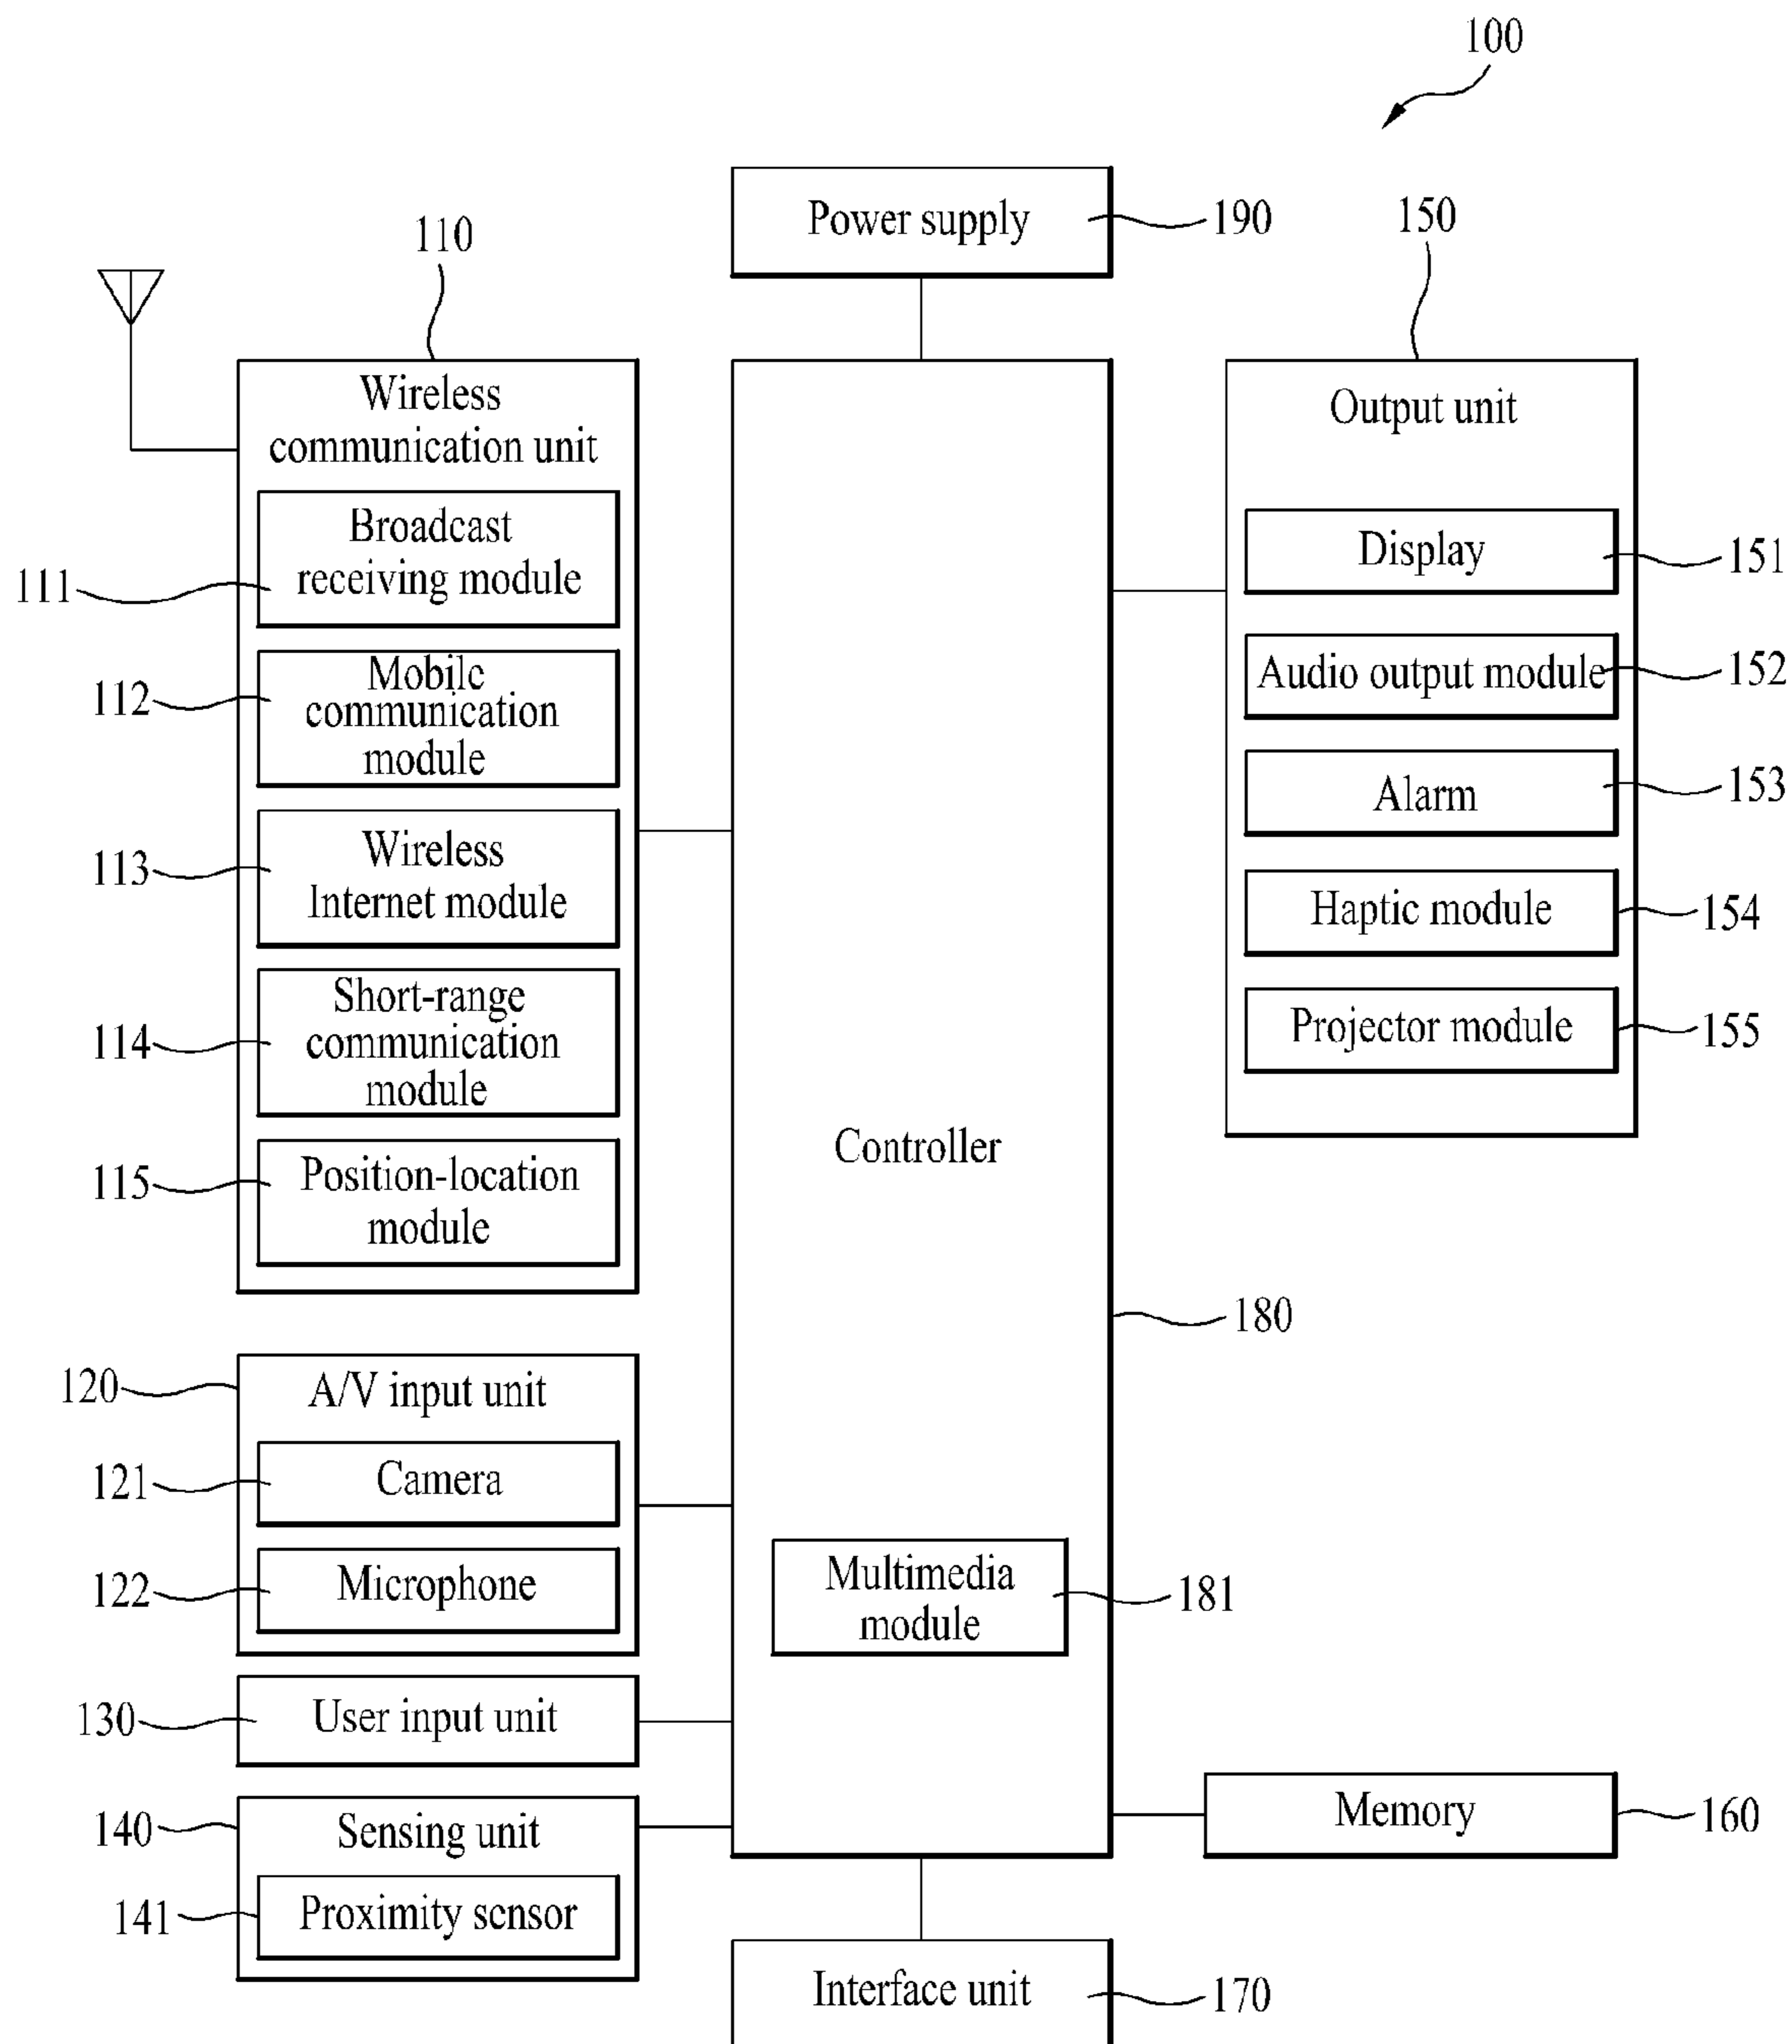 100
Power supply
190
150
110
Wireless
communication unit
Broadcast
receiving module
111
Mobile
communication
module
112
Wireless
Internet module
113
Short-range
communication
module
114
Position-location
module
115
A/V input unit
120
Camera
121
Microphone
122
User input unit
130
Sensing unit
140
Proximity sensor
141
Controller
180
Multimedia
module
181
Output unit
Display
151
Audio output module
152
Alarm
153
Haptic module
154
Projector module
155
Memory
160
Interface unit
170